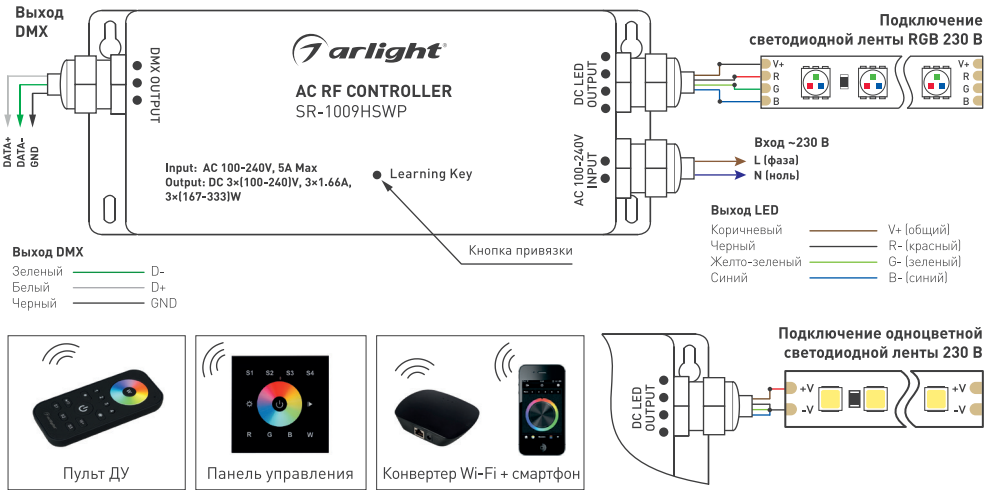 Выход
DMX
DMX OUTPUT
DATA+
DATA-
GND
arlight
AC RF CONTROLLER
SR-1009HSWP
Input: AC 100-240V, 5A Max
Output: DC 3×(100-240)V, 3×1.66A,
3×(167-333)W
Learning Key
Кнопка привязки
DC LED
OUTPUT
AC 100-240V
INPUT
Подключение
светодиодной ленты RGB 230 В
V+
R
G
B
V+
R
G
B
Вход ~230 В
L (фаза)
N (ноль)
Выход LED
Коричневый V+ (общий)
Черный R- (красный)
Желто-зеленый G- (зеленый)
Синий B- (синий)
Выход DMX
Зеленый D-
Белый D+
Черный GND
Пульт ДУ
S1 S2 S3 S4
R G B W
Панель управления
Конвертер Wi-Fi + смартфон
DC LED
OUTPUT
Подключение одноцветной
светодиодной ленты 230 В
+V
-V
+V
-V